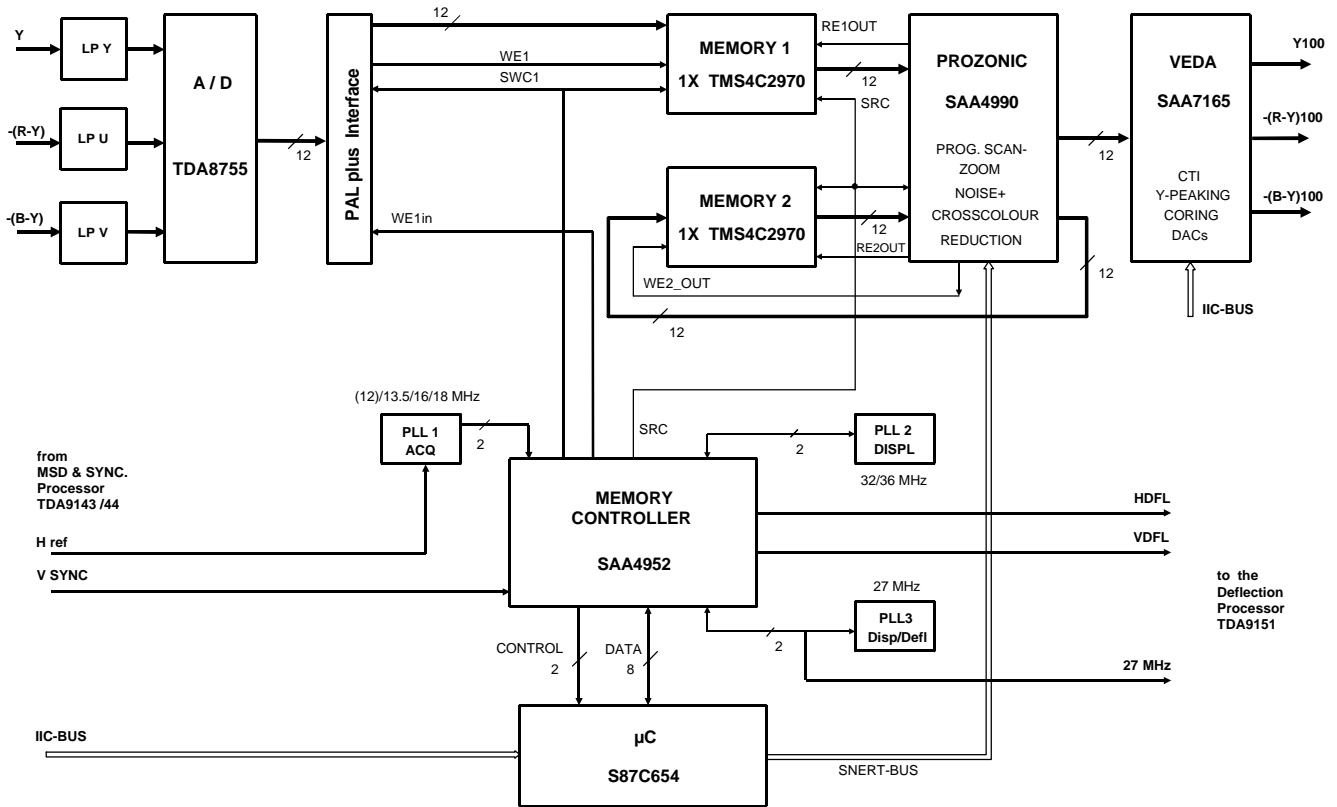 Y
LP Y
-(R-Y)
LP U
-(B-Y)
LP V
A / D
TDA8755
12
PAL plus Interface
12
WE1
SWC1
WE1in
MEMORY 1
1X TMS4C2970
RE1OUT
12
SRC
MEMORY 2
1X TMS4C2970
12
RE2OUT
WE2_OUT
12
12
PROZONIC
SAA4990
PROG. SCAN-
ZOOM
NOISE+
CROSSCOLOUR
REDUCTION
12
VEDA
SAA7165
CTI
Y-PEAKING
CORING
DACs
Y100
-(R-Y)100
-(B-Y)100
IIC-BUS
(12)/13.5/16/18 MHz
PLL 1
ACQ
2
SRC
2
PLL 2
DISPL
32/36 MHz
from
MSD & SYNC.
Processor
TDA9143 /44
H ref
V SYNC
MEMORY
CONTROLLER
SAA4952
HDFL
VDFL
to the
Deflection
Processor
TDA9151
27 MHz
PLL3
Disp/Defl
2
27 MHz
CONTROL
2
DATA
8
IIC-BUS
µC
S87C654
SNERT-BUS